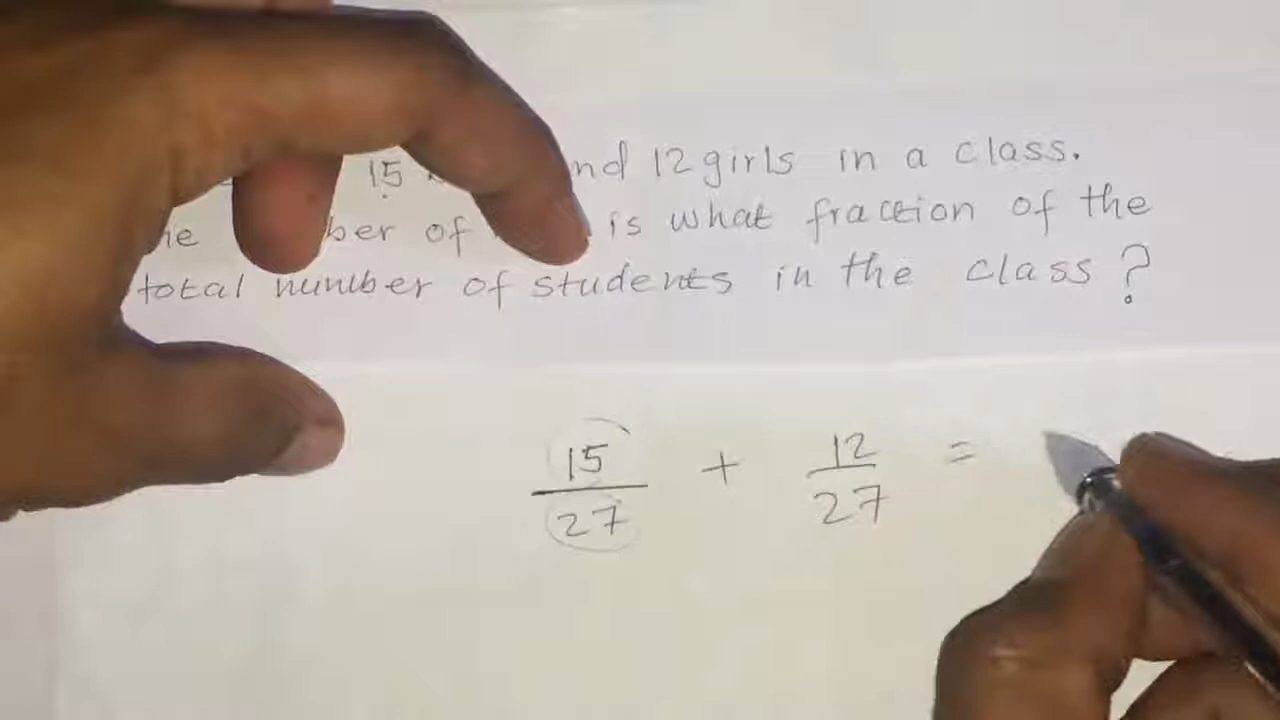 15 nd 12 girls in a class.
ber of is what fraction of the
total number of students in the class?
15/27 + 12/27 =